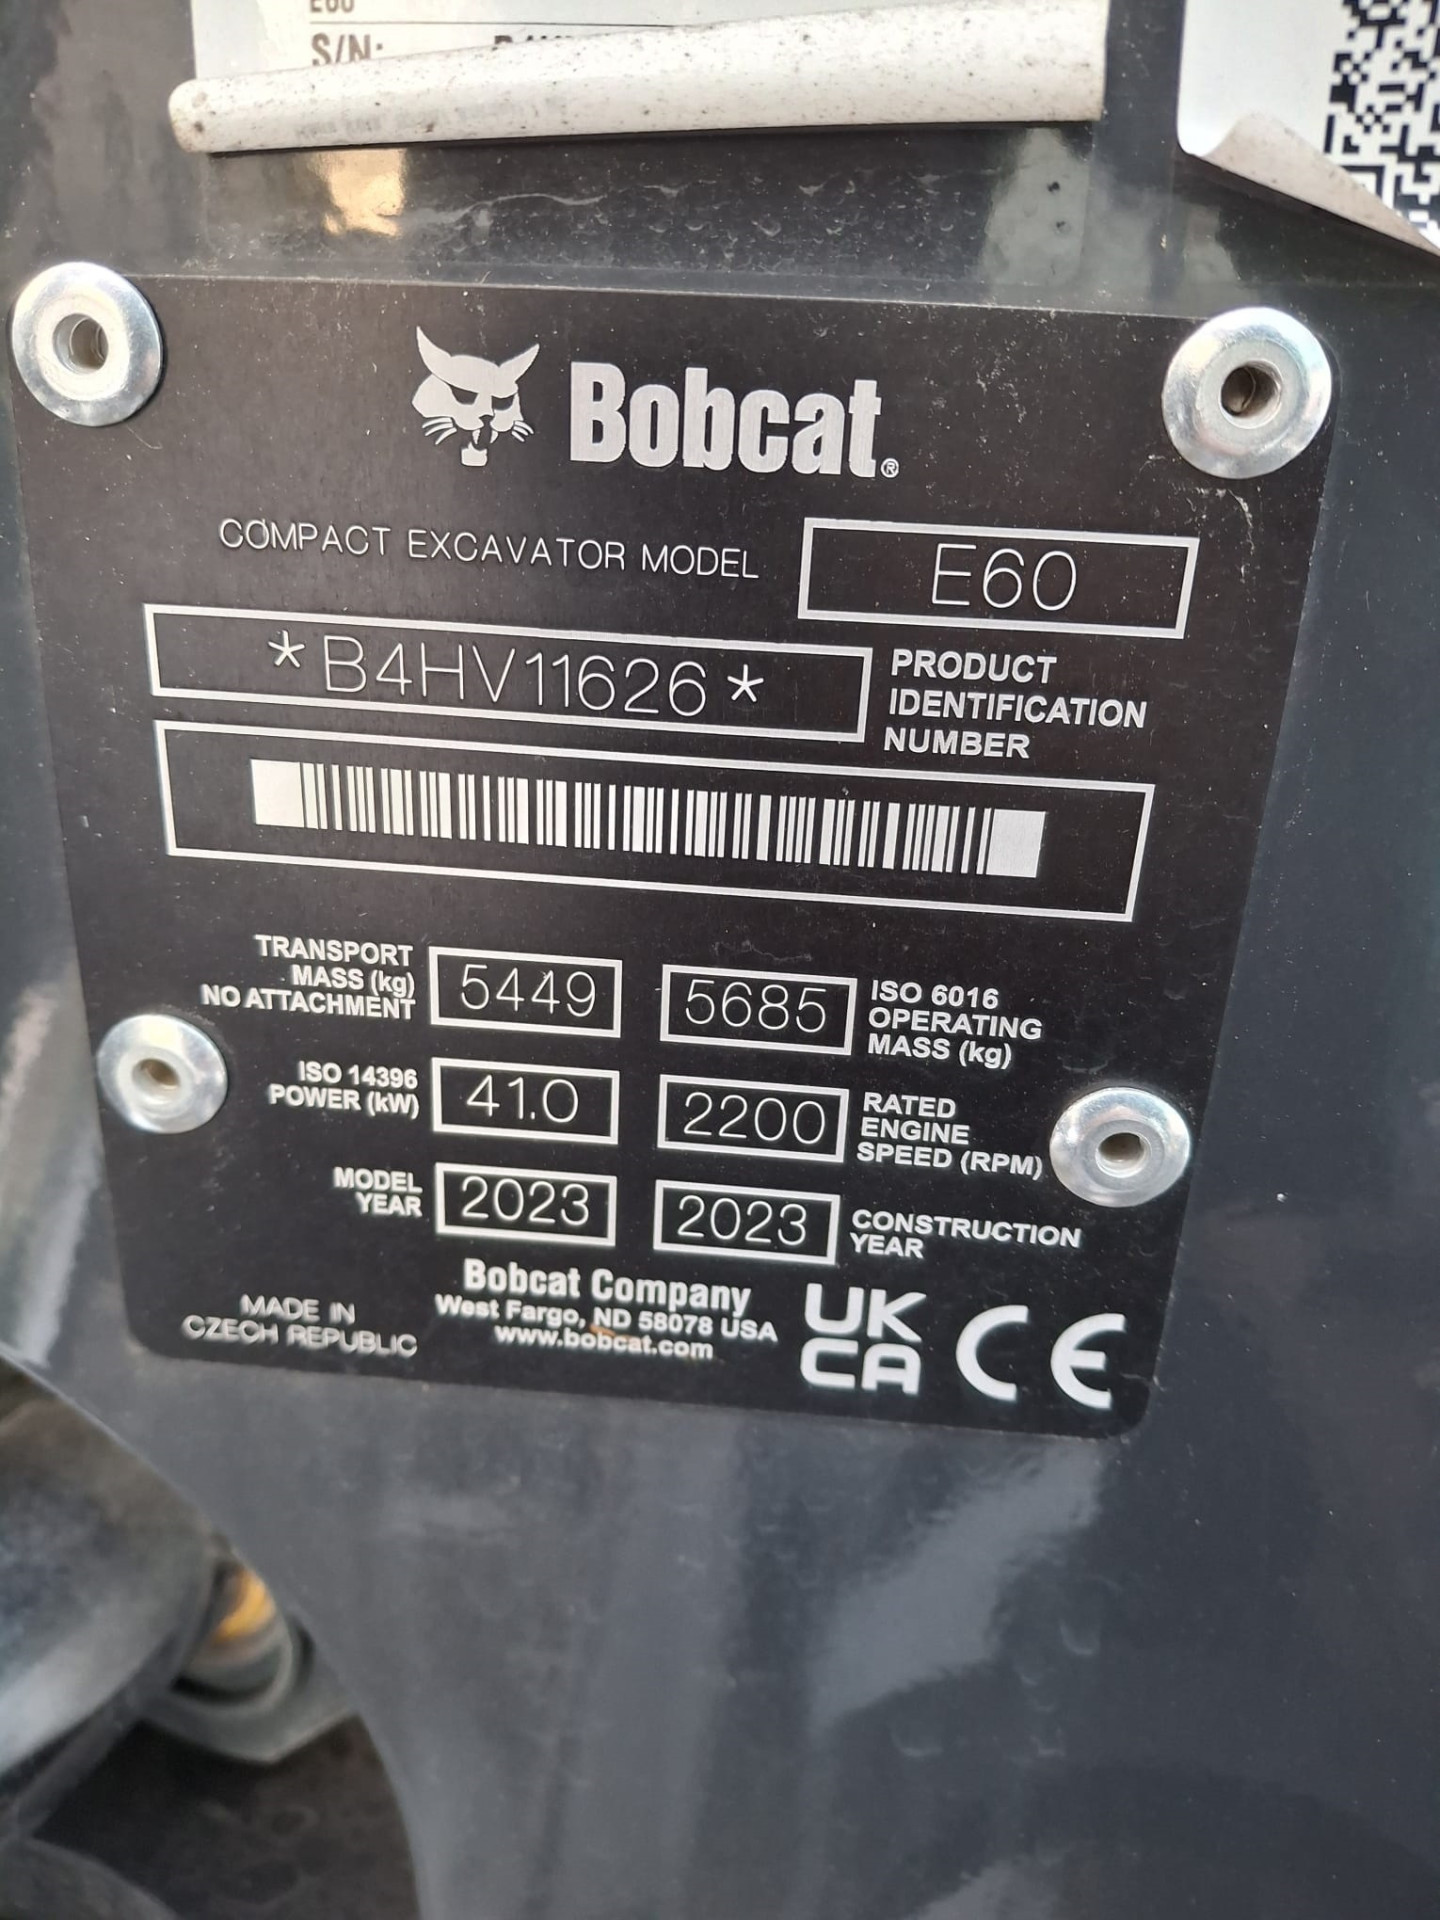 E60
S/N:
Bobcat®
COMPACT EXCAVATOR MODEL E60
*B4HV11626*
PRODUCT
IDENTIFICATION
NUMBER
TRANSPORT
MASS (kg)
NO ATTACHMENT
5449
5685
ISO 6016
OPERATING
MASS (kg)
ISO 14396
POWER (kW)
41.0
2200
RATED
ENGINE
SPEED (RPM)
MODEL
YEAR
2023
2023
CONSTRUCTION
YEAR
MADE IN
CZECH REPUBLIC
Bobcat Company
West Fargo, ND 58078 USA
www.bobcat.com
UK
CA
CE